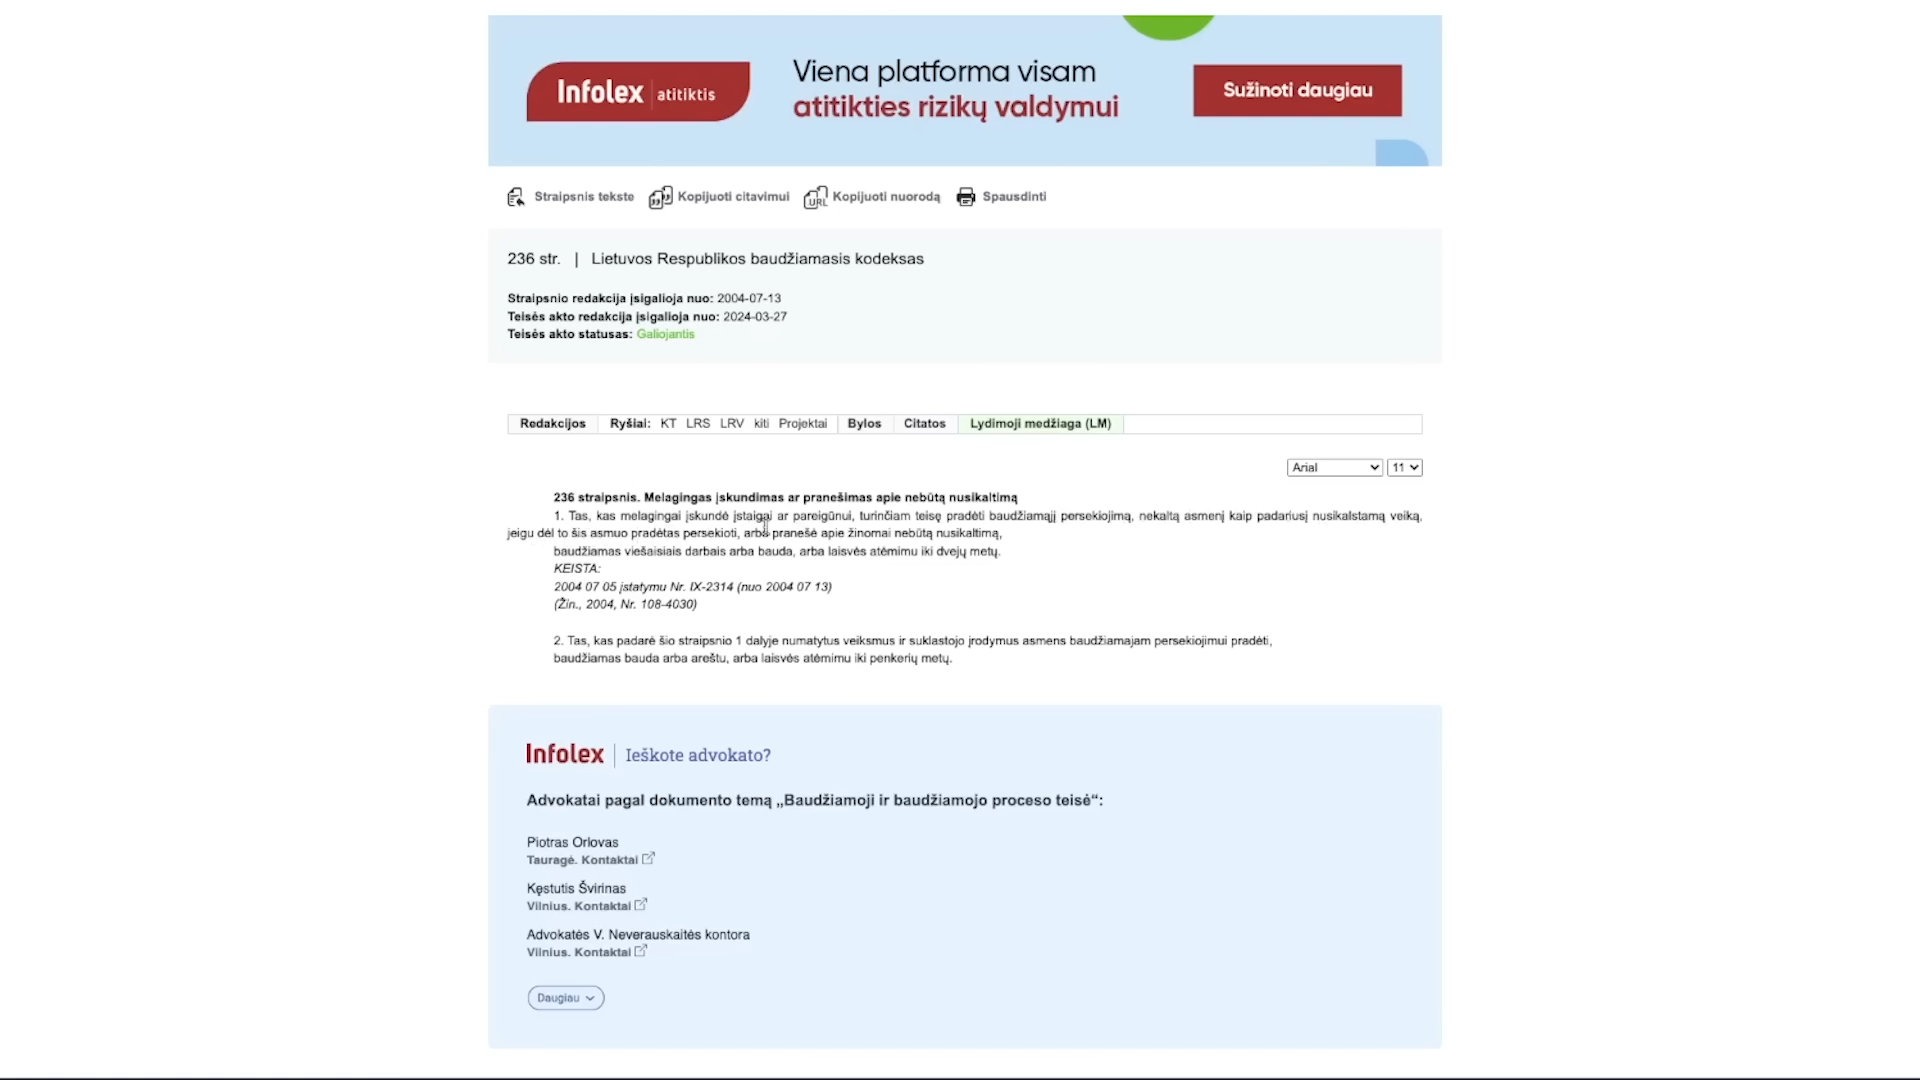 Infolex | atitiktis
Viena platforma visam
atitikties rizikų valdymui
Sužinoti daugiau
Straipsnis tekste Kopijuoti citavimui URL Kopijuoti nuorodą Spausdinti
236 str. | Lietuvos Respublikos baudžiamasis kodeksas
Straipsnio redakcija įsigalioja nuo: 2004-07-13
Teisės akto redakcija įsigalioja nuo: 2024-03-27
Teisės akto statusas: Galiojantis
Redakcijos Ryšiai: KT LRS LRV kiti Projektai Bylos Citatos Lydimoji medžiaga (LM)
Arial 11
236 straipsnis. Melagingas įskundimas ar pranešimas apie nebūtą nusikaltimą
1. Tas, kas melagingai įskundė įstaigai ar pareigūnui, turinčiam teisę pradėti baudžiamąjį persekiojimą, nekaltą asmenį kaip padariusį nusikalstamą veiką,
jeigu dėl to šis asmuo pradėtas persekioti, arba pranešė apie žinomai nebūtą nusikaltimą,
baudžiamas viešaisiais darbais arba bauda, arba laisvės atėmimu iki dvejų metų.
KEISTA:
2004 07 05 įstatymu Nr. IX-2314 (nuo 2004 07 13)
(Žin., 2004, Nr. 108-4030)
2. Tas, kas padarė šio straipsnio 1 dalyje numatytus veiksmus ir suklastojo įrodymus asmens baudžiamajam persekiojimui pradėti,
baudžiamas bauda arba areštu, arba laisvės atėmimu iki penkerių metų.
Infolex | Ieškote advokato?
Advokatai pagal dokumento temą „Baudžiamoji ir baudžiamojo proceso teisė“:
Piotras Orlovas
Tauragė. Kontaktai
Kęstutis Švirinas
Vilnius. Kontaktai
Advokatės V. Neverauskaitės kontora
Vilnius. Kontaktai
Daugiau